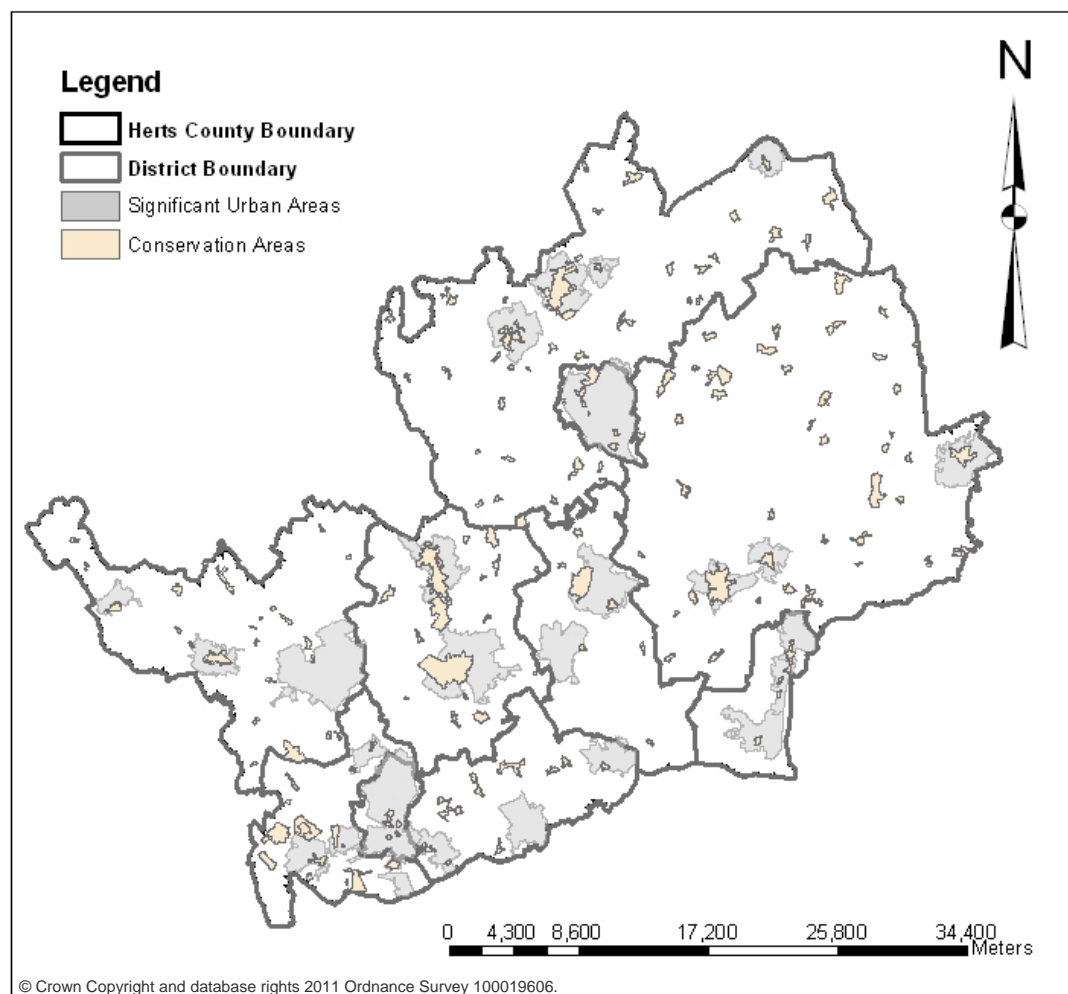 N
Legend
Herts County Boundary
District Boundary
Significant Urban Areas
Conservation Areas
0 4,300 8,600 17,200 25,800 34,400
Meters
© Crown Copyright and database rights 2011 Ordnance Survey 100019606.